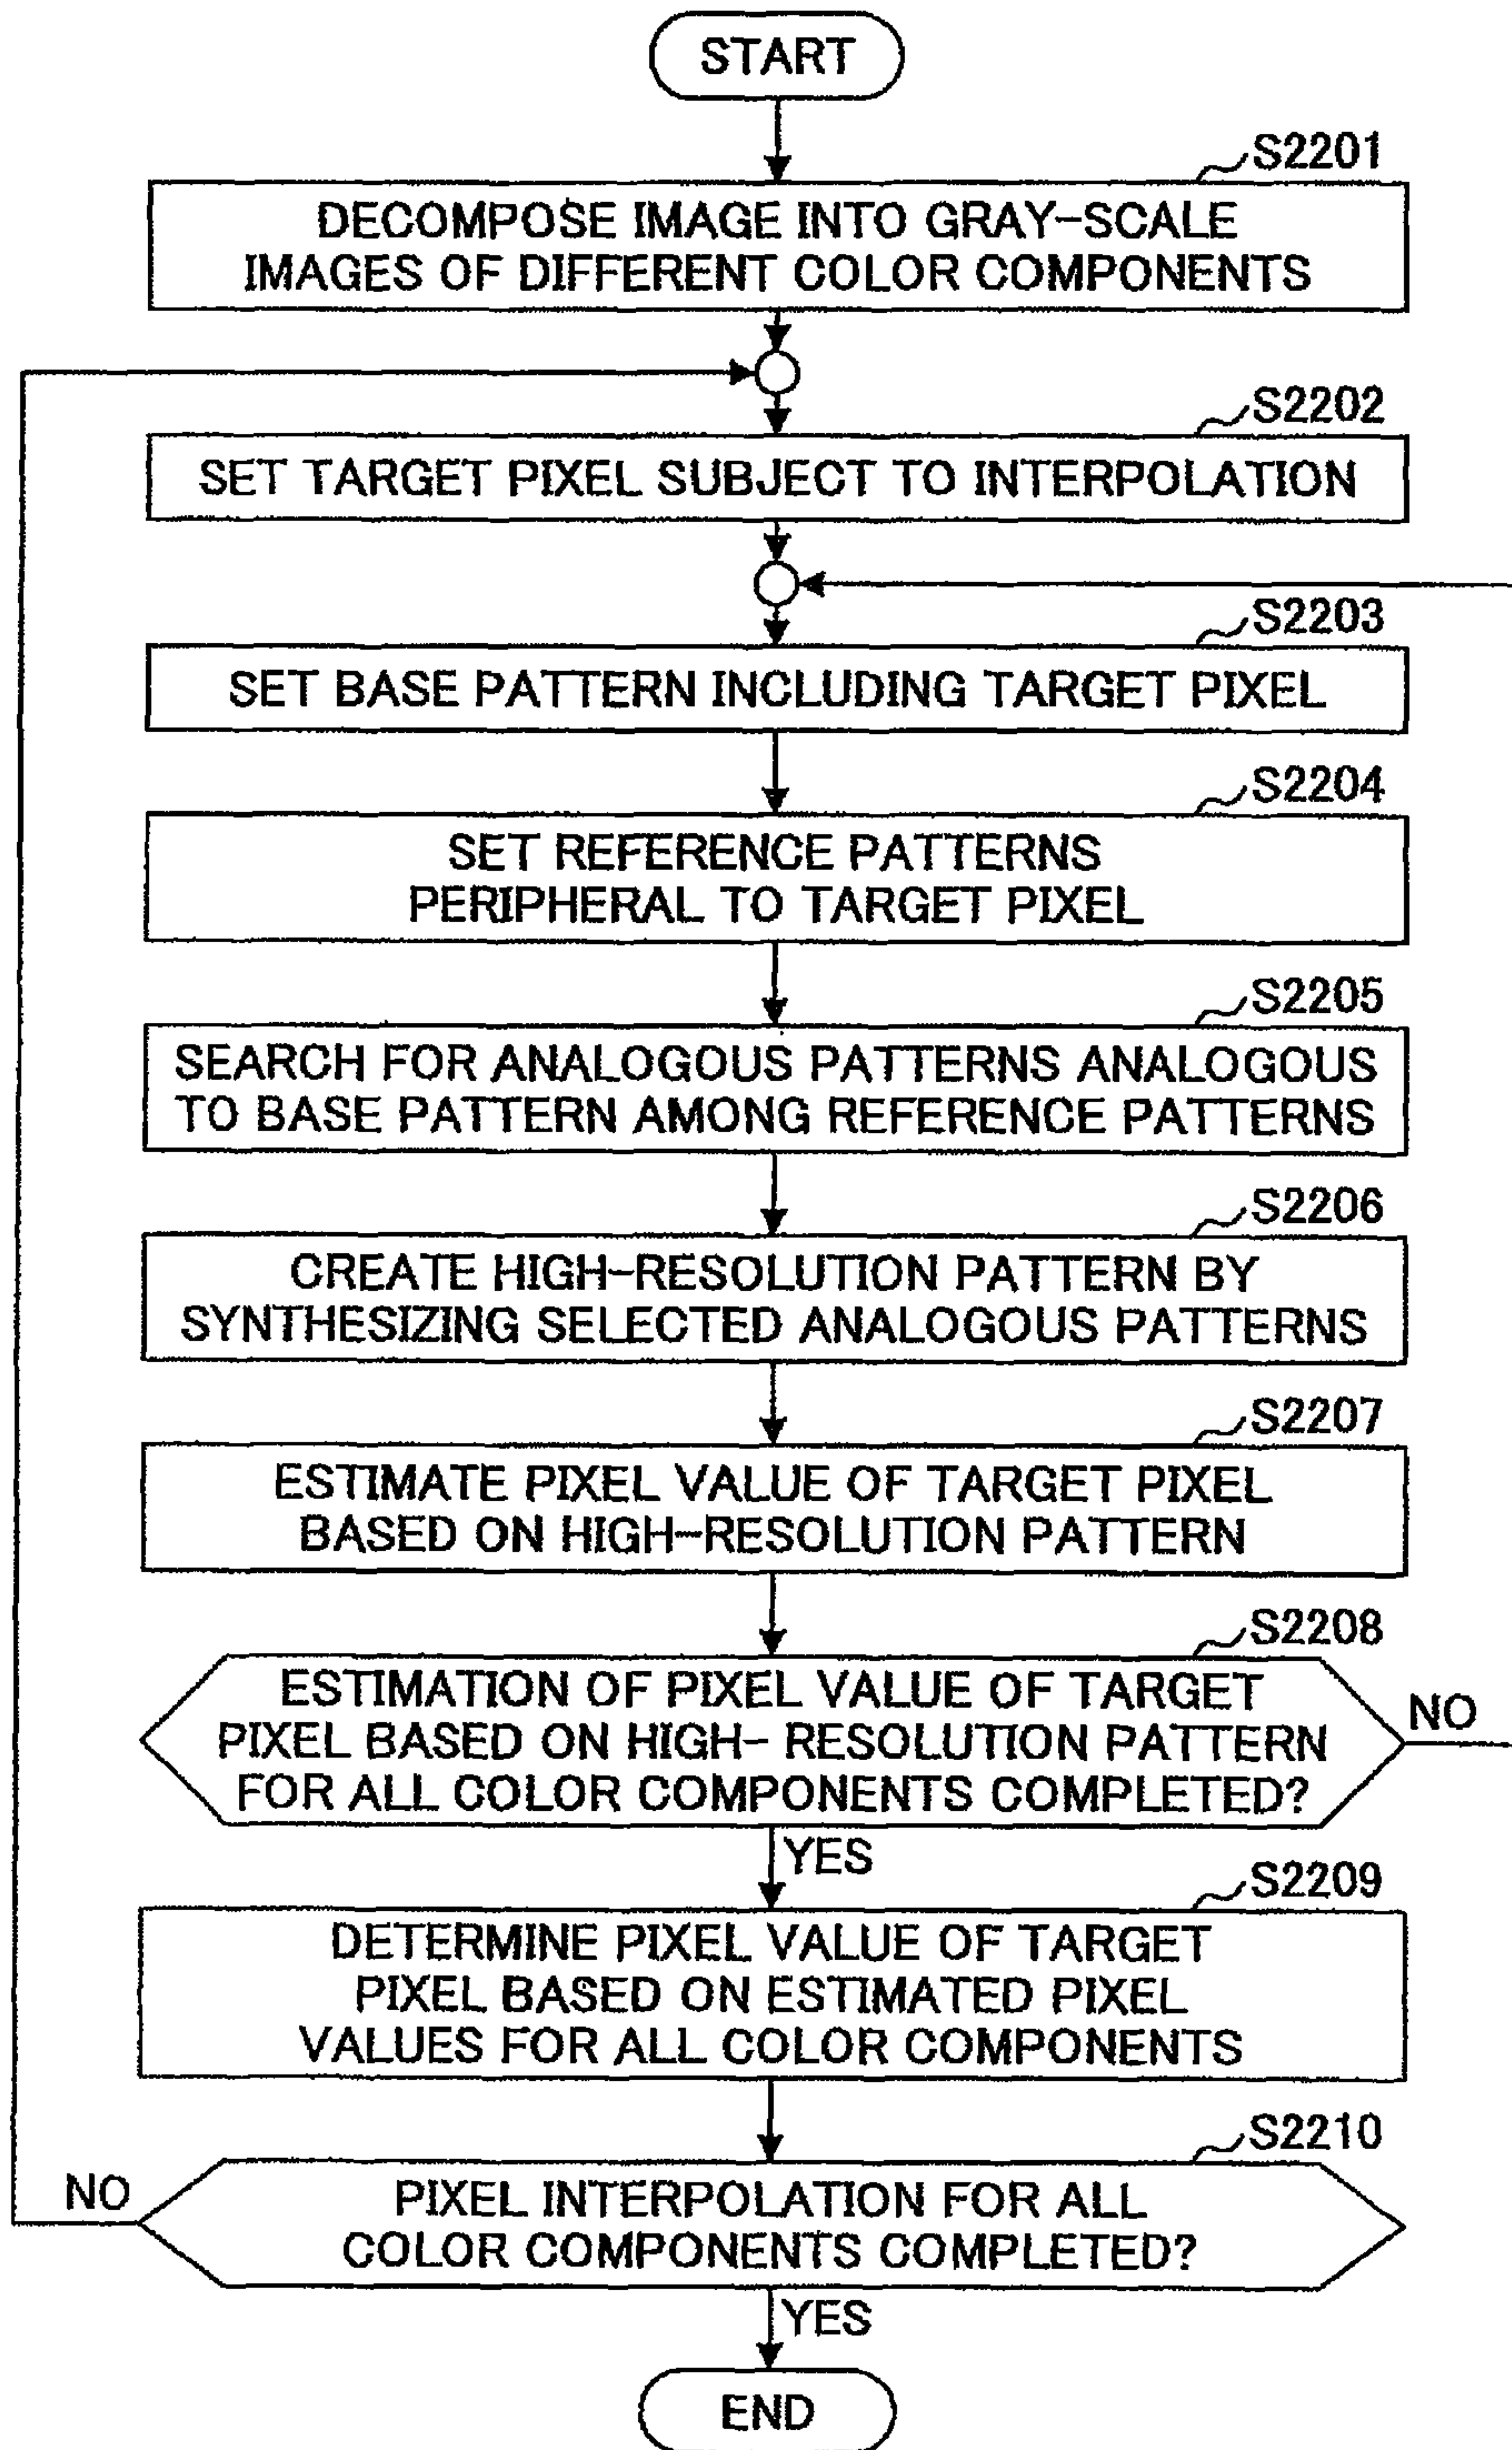 START
S2201
DECOMPOSE IMAGE INTO GRAY-SCALE
IMAGES OF DIFFERENT COLOR COMPONENTS
S2202
SET TARGET PIXEL SUBJECT TO INTERPOLATION
S2203
SET BASE PATTERN INCLUDING TARGET PIXEL
S2204
SET REFERENCE PATTERNS
PERIPHERAL TO TARGET PIXEL
S2205
SEARCH FOR ANALOGOUS PATTERNS ANALOGOUS
TO BASE PATTERN AMONG REFERENCE PATTERNS
S2206
CREATE HIGH-RESOLUTION PATTERN BY
SYNTHESIZING SELECTED ANALOGOUS PATTERNS
S2207
ESTIMATE PIXEL VALUE OF TARGET PIXEL
BASED ON HIGH-RESOLUTION PATTERN
S2208
ESTIMATION OF PIXEL VALUE OF TARGET
PIXEL BASED ON HIGH- RESOLUTION PATTERN
FOR ALL COLOR COMPONENTS COMPLETED?
NO
YES
S2209
DETERMINE PIXEL VALUE OF TARGET
PIXEL BASED ON ESTIMATED PIXEL
VALUES FOR ALL COLOR COMPONENTS
S2210
NO
PIXEL INTERPOLATION FOR ALL
COLOR COMPONENTS COMPLETED?
YES
END